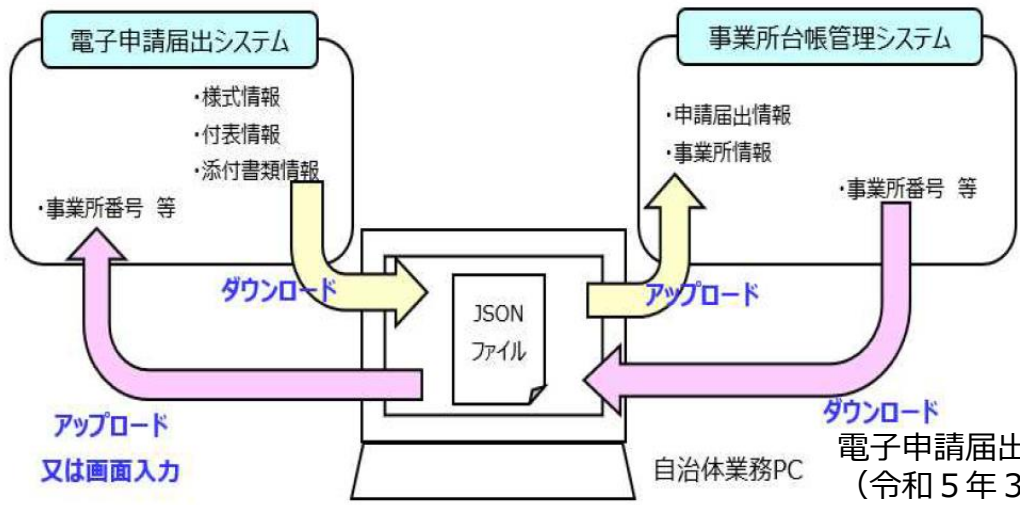 電子申請届出システム
・様式情報
・付表情報
・添付書類情報
・事業所番号 等
事業所台帳管理システム
・申請届出情報
・事業所情報
・事業所番号 等
ダウンロード
JSON
ファイル
アップロード
アップロード
又は画面入力
ダウンロード
自治体業務PC
電子申請届出
（令和５年３